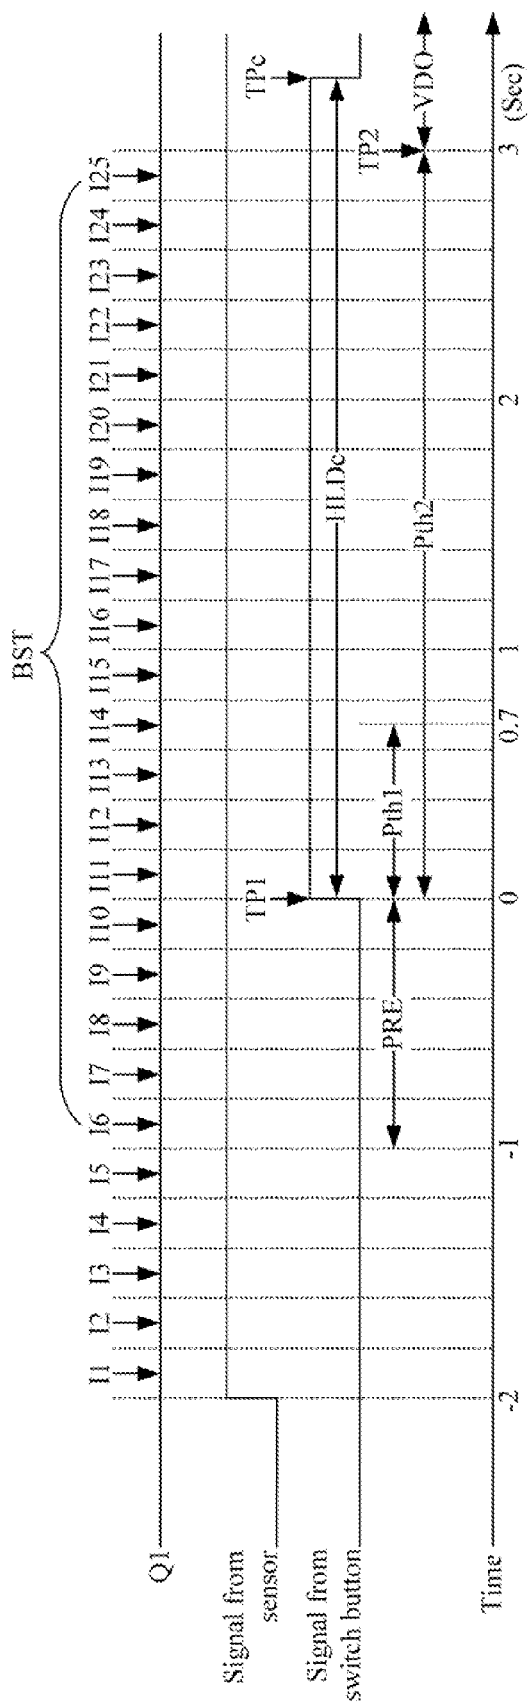 BST
I1 I2 I3 I4 I5 I6 I7 I8 I9 I10 I11 I12 I13 I14 I15 I16 I17 I18 I19 I20 I21 I22 I23 I24 I25
Q1
Signal from
sensor
TP1
TPc
Signal from
switch button
HLDc
TP2
PRE
Pth1
Pth2
VDO
Time
-2 -1 0 0.7 1 2 3 (Sec)